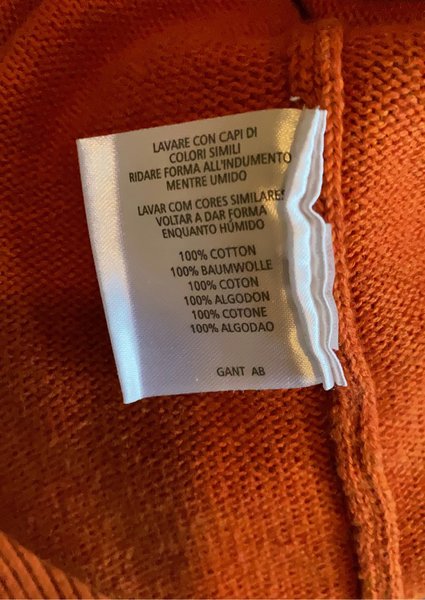 LAVARE CON CAPI DI
COLORI SIMILI
RIDARE FORMA ALL'INDUMENTO
MENTRE UMIDO
LAVAR COM CORES SIMILARES
VOLTAR A DAR FORMA
ENQUANTO HÚMIDO
100% COTTON
100% BAUMWOLLE
100% COTON
100% ALGODON
100% COTONE
100% ALGODAO
GANT AB